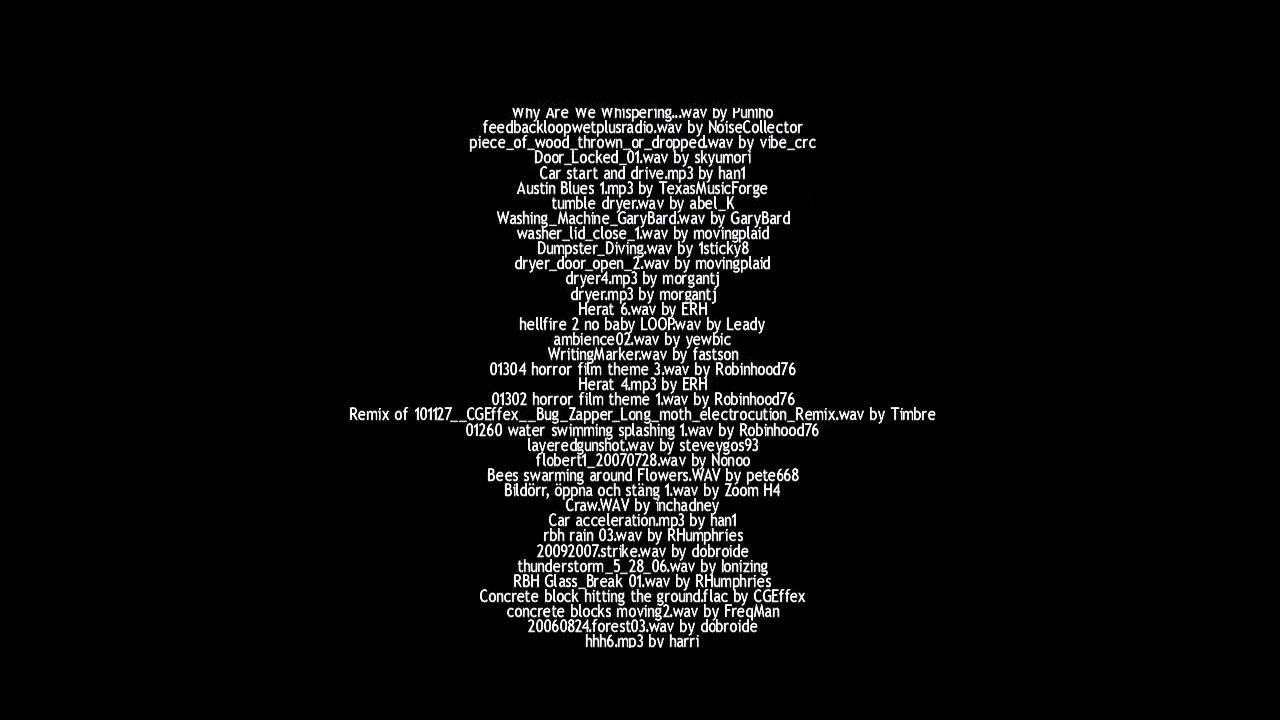 Why Are We Whispering...wav by Puniho
feedbackloopwetplusradio.wav by NoiseCollector
piece_of_wood_thrown_or_dropped.wav by vibe_crc
Door_Locked_01.wav by skyumori
Car start and drive.mp3 by han1
Austin Blues 1.mp3 by TexasMusicForge
tumble dryer.wav by abel_K
Washing_Machine_GaryBard.wav by GaryBard
washer_lid_close_1.wav by movingplaid
Dumpster_Diving.wav by 1sticky8
dryer_door_open_2.wav by movingplaid
dryer4.mp3 by morgantj
dryer.mp3 by morgantj
Herat 6.wav by ERH
hellfire 2 no baby LOOP.wav by Leady
ambience02.wav by yewbic
WritingMarker.wav by fastson
01304 horror film theme 3.wav by Robinhood76
Herat 4.mp3 by ERH
01302 horror film theme 1.wav by Robinhood76
Remix of 101127__CGEffex__Bug_Zapper_Long_moth_electrocution_Remix.wav by Timbre
01260 water swimming splashing 1.wav by Robinhood76
layeredgunshot.wav by steveygos93
flobert1_20070728.wav by Nonoo
Bees swarming around Flowers.WAV by pete668
Bildörr, öppna och stäng 1.wav by Zoom H4
Craw.WAV by inchadney
Car acceleration.mp3 by han1
rbh rain 03.wav by RHumphries
20092007.strike.wav by dobroide
thunderstorm_5_28_06.wav by Ionizing
RBH Glass_Break 01.wav by RHumphries
Concrete block hitting the ground.flac by CGEffex
concrete blocks moving2.wav by FreqMan
20060824.forest03.wav by dobroide
hhh6.mp3 by harri